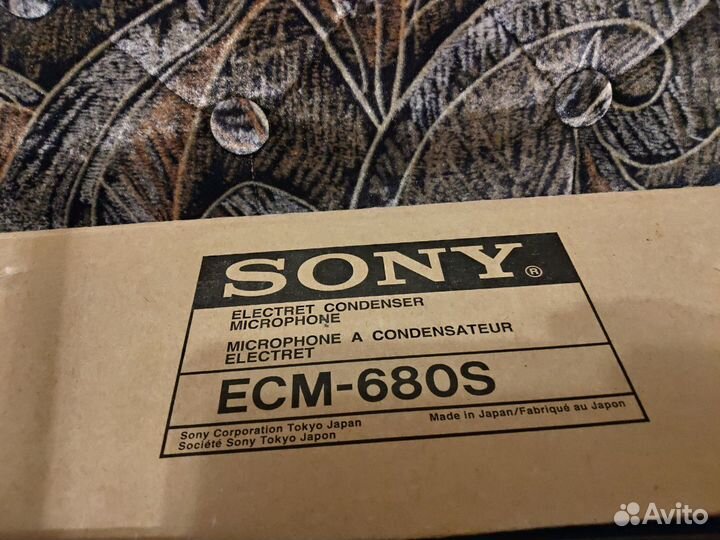 SONY®
ELECTRET CONDENSER
MICROPHONE
MICROPHONE A CONDENSATEUR
ELECTRET
ECM-680S
Sony Corporation Tokyo Japan
Société Sony Tokyo Japon
Made in Japan/Fabriqué au Japon
Avito